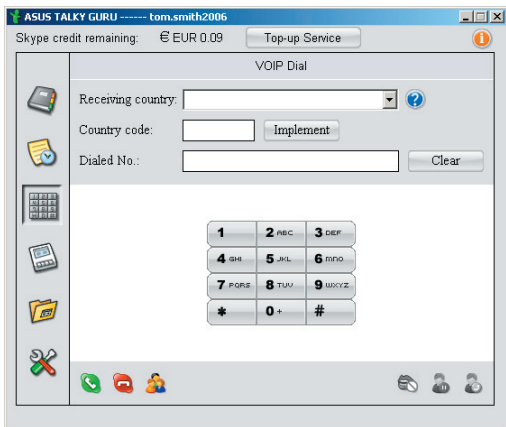 ASUS TALKY GURU ------ tom.smith2006
Skype credit remaining: € EUR 0.09 Top-up Service
VOIP Dial
Receiving country:
Country code: Implement
Dialed No.: Clear
1 2 ABC 3 DEF
4 GHI 5 JKL 6 MNO
7 PQRS 8 TUV 9 WXYZ
* 0 + #